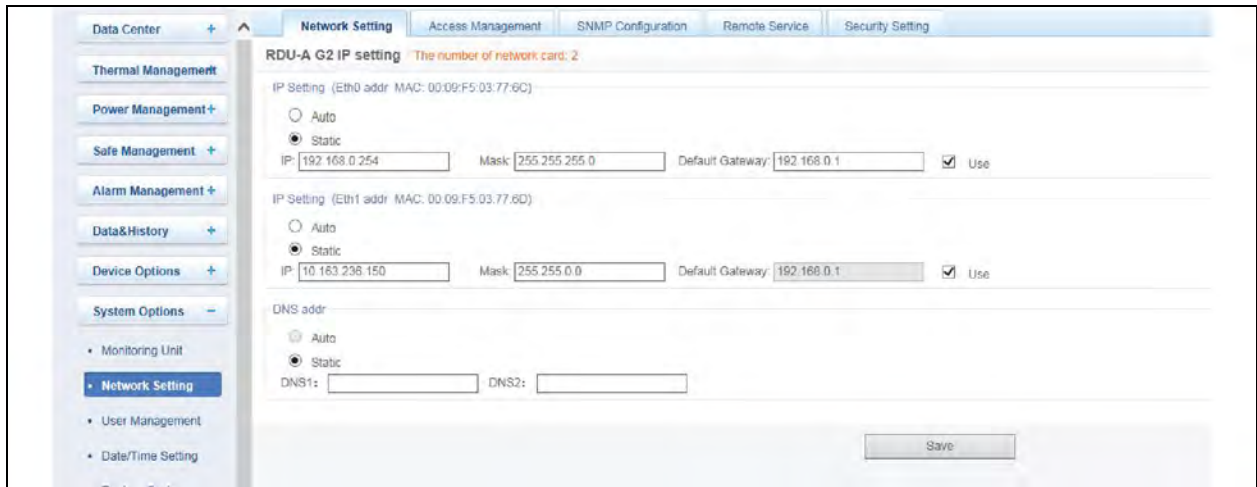 Data Center +
Thermal Management +
Power Management +
Safe Management +
Alarm Management +
Data&History +
Device Options +
System Options −
• Monitoring Unit
• Network Setting
• User Management
• Date/Time Setting
Network Setting Access Management SNMP Configuration Remote Service Security Setting
RDU-A G2 IP setting The number of network card: 2
IP Setting (Eth0 addr MAC: 00:09:F5:03:77:6C)
Auto
Static
IP: 192.168.0.254 Mask: 255.255.255.0 Default Gateway: 192.168.0.1 Use
IP Setting (Eth1 addr MAC: 00:09:F5:03:77:6D)
Auto
Static
IP: 10.163.236.150 Mask: 255.255.0.0 Default Gateway: 192.168.0.1 Use
DNS addr
Auto
Static
DNS1: DNS2:
Save